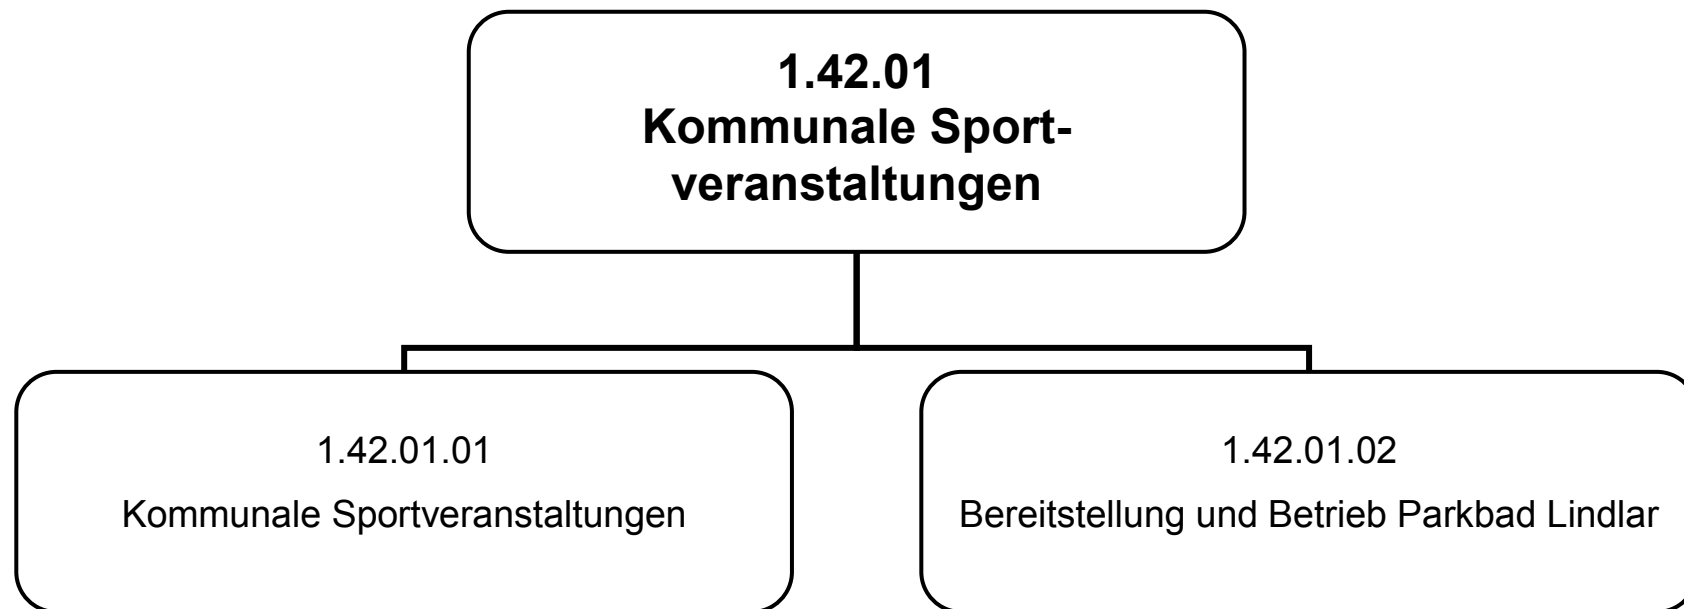 1.42.01
Kommunale Sport-
veranstaltungen
1.42.01.01
Kommunale Sportveranstaltungen
1.42.01.02
Bereitstellung und Betrieb Parkbad Lindlar